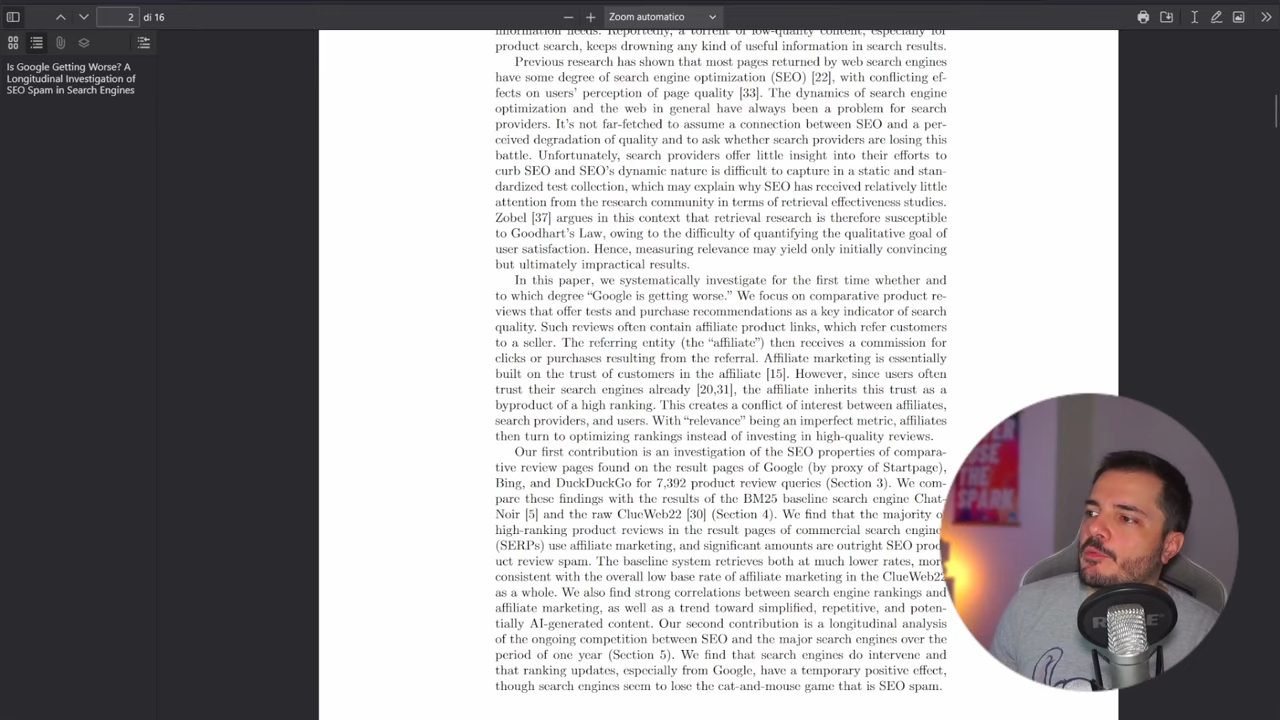 2
di 16
Zoom automatico
Is Google Getting Worse? A
Longitudinal Investigation of
SEO Spam in Search Engines
information needs. Reportedly, a torrent of low-quality content, especially for
product search, keeps drowning any kind of useful information in search results.
Previous research has shown that most pages returned by web search engines
have some degree of search engine optimization (SEO) [22], with conflicting ef-
fects on users' perception of page quality [33]. The dynamics of search engine
optimization and the web in general have always been a problem for search
providers. It's not far-fetched to assume a connection between SEO and a per-
ceived degradation of quality and to ask whether search providers are losing this
battle. Unfortunately, search providers offer little insight into their efforts to
curb SEO and SEO's dynamic nature is difficult to capture in a static and stan-
dardized test collection, which may explain why SEO has received relatively little
attention from the research community in terms of retrieval effectiveness studies.
Zobel [37] argues in this context that retrieval research is therefore susceptible
to Goodhart's Law, owing to the difficulty of quantifying the qualitative goal of
user satisfaction. Hence, measuring relevance may yield only initially convincing
but ultimately impractical results.
In this paper, we systematically investigate for the first time whether and
to which degree “Google is getting worse.” We focus on comparative product re-
views that offer tests and purchase recommendations as a key indicator of search
quality. Such reviews often contain affiliate product links, which refer customers
to a seller. The referring entity (the “affiliate”) then receives a commission for
clicks or purchases resulting from the referral. Affiliate marketing is essentially
built on the trust of customers in the affiliate [15]. However, since users often
trust their search engines already [20,31], the affiliate inherits this trust as a
byproduct of a high ranking. This creates a conflict of interest between affiliates,
search providers, and users. With “relevance” being an imperfect metric, affiliates
then turn to optimizing rankings instead of investing in high-quality reviews.
Our first contribution is an investigation of the SEO properties of compara-
tive review pages found on the result pages of Google (by proxy of Startpage),
Bing, and DuckDuckGo for 7,392 product review queries (Section 3). We com-
pare these findings with the results of the BM25 baseline search engine Chat-
Noir [5] and the raw ClueWeb22 [30] (Section 4). We find that the majority o
high-ranking product reviews in the result pages of commercial search engine
(SERPs) use affiliate marketing, and significant amounts are outright SEO prod
uct review spam. The baseline system retrieves both at much lower rates, more
consistent with the overall low base rate of affiliate marketing in the ClueWeb22
as a whole. We also find strong correlations between search engine rankings and
affiliate marketing, as well as a trend toward simplified, repetitive, and poten-
tially AI-generated content. Our second contribution is a longitudinal analysis
of the ongoing competition between SEO and the major search engines over the
period of one year (Section 5). We find that search engines do intervene and
that ranking updates, especially from Google, have a temporary positive effect,
though search engines seem to lose the cat-and-mouse game that is SEO spam.
THE
SPARK